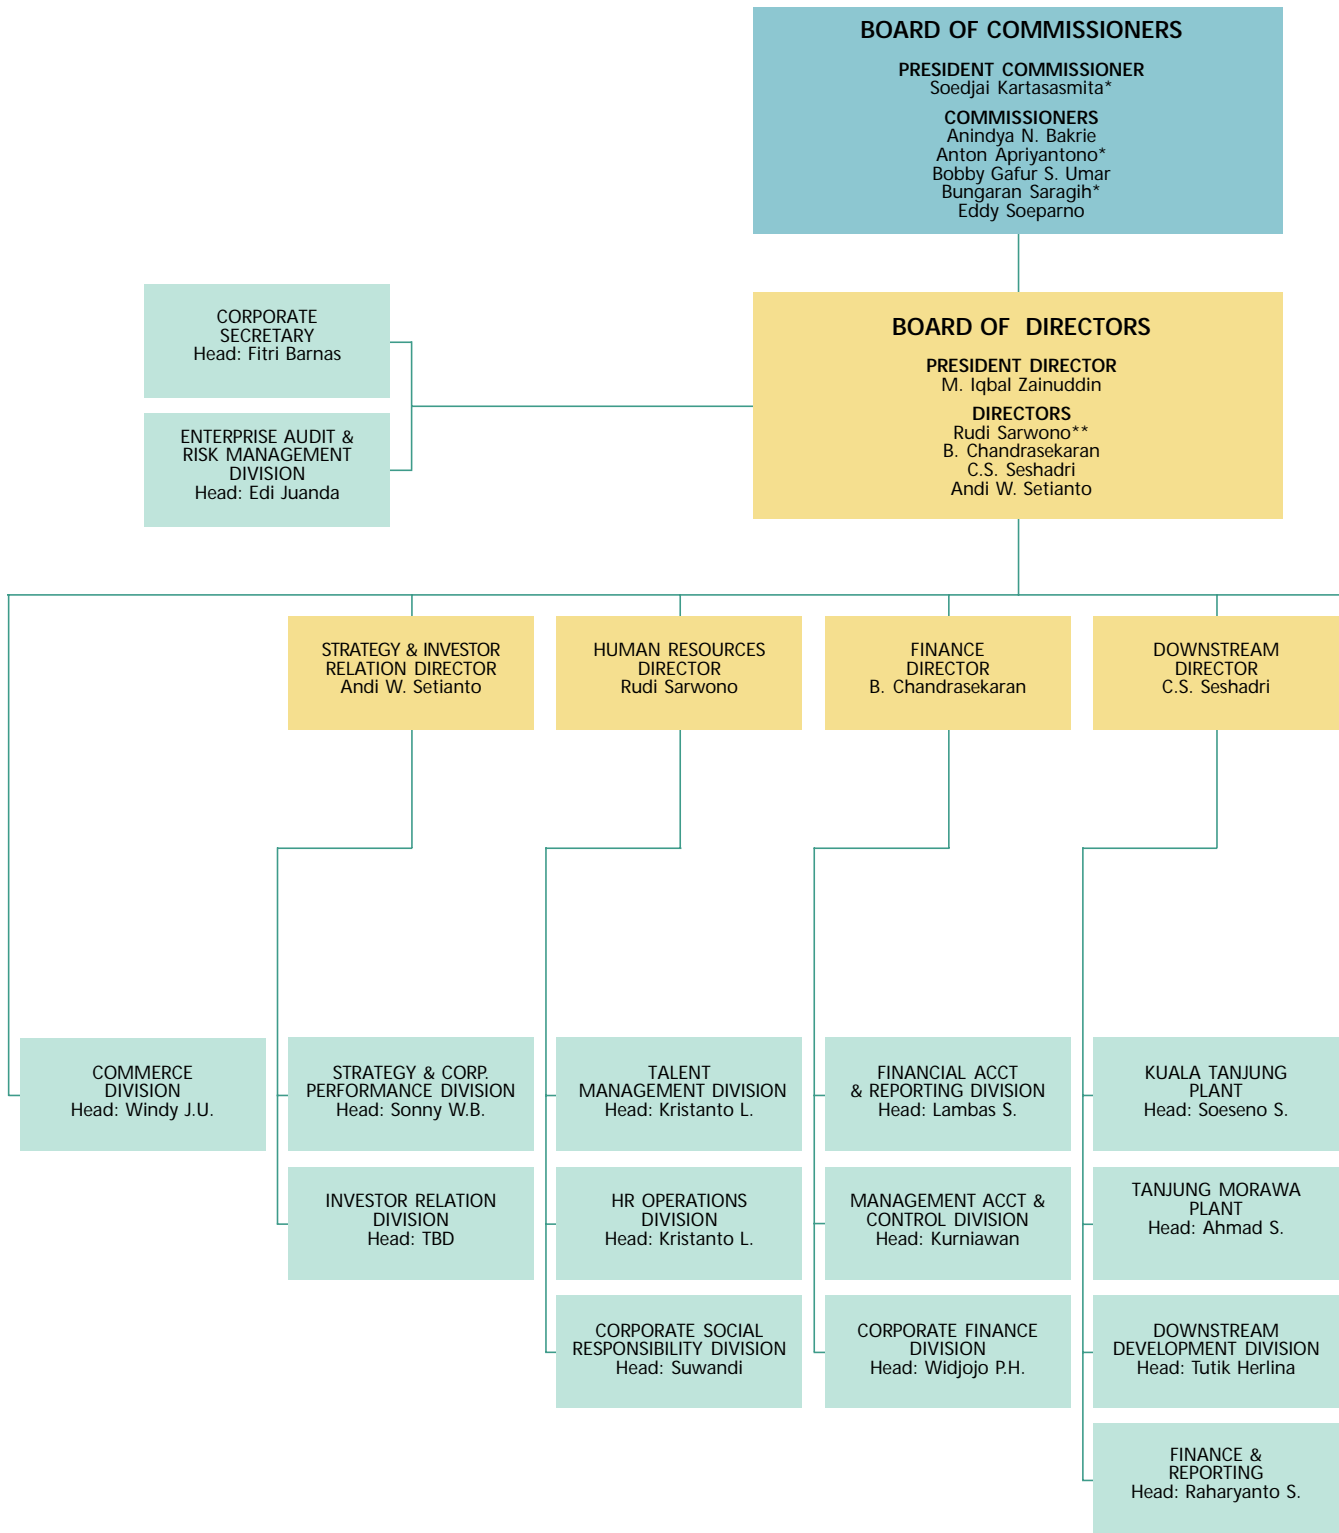 BOARD OF COMMISSIONERS
PRESIDENT COMMISSIONER
Soedjai Kartasasmita*
COMMISSIONERS
Anindya N. Bakrie
Anton Apriyantono*
Bobby Gafur S. Umar
Bungaran Saragih*
Eddy Soeparno
CORPORATE
SECRETARY
Head: Fitri Barnas
ENTERPRISE AUDIT &
RISK MANAGEMENT
DIVISION
Head: Edi Juanda
BOARD OF DIRECTORS
PRESIDENT DIRECTOR
M. Iqbal Zainuddin
DIRECTORS
Rudi Sarwono**
B. Chandrasekaran
C.S. Seshadri
Andi W. Setianto
STRATEGY & INVESTOR
RELATION DIRECTOR
Andi W. Setianto
HUMAN RESOURCES
DIRECTOR
Rudi Sarwono
FINANCE
DIRECTOR
B. Chandrasekaran
DOWNSTREAM
DIRECTOR
C.S. Seshadri
COMMERCE
DIVISION
Head: Windy J.U.
STRATEGY & CORP.
PERFORMANCE DIVISION
Head: Sonny W.B.
TALENT
MANAGEMENT DIVISION
Head: Kristanto L.
FINANCIAL ACCT
& REPORTING DIVISION
Head: Lambas S.
KUALA TANJUNG
PLANT
Head: Soeseno S.
INVESTOR RELATION
DIVISION
Head: TBD
HR OPERATIONS
DIVISION
Head: Kristanto L.
MANAGEMENT ACCT &
CONTROL DIVISION
Head: Kurniawan
TANJUNG MORAWA
PLANT
Head: Ahmad S.
CORPORATE SOCIAL
RESPONSIBILITY DIVISION
Head: Suwandi
CORPORATE FINANCE
DIVISION
Head: Widjojo P.H.
DOWNSTREAM
DEVELOPMENT DIVISION
Head: Tutik Herlina
FINANCE &
REPORTING
Head: Raharyanto S.